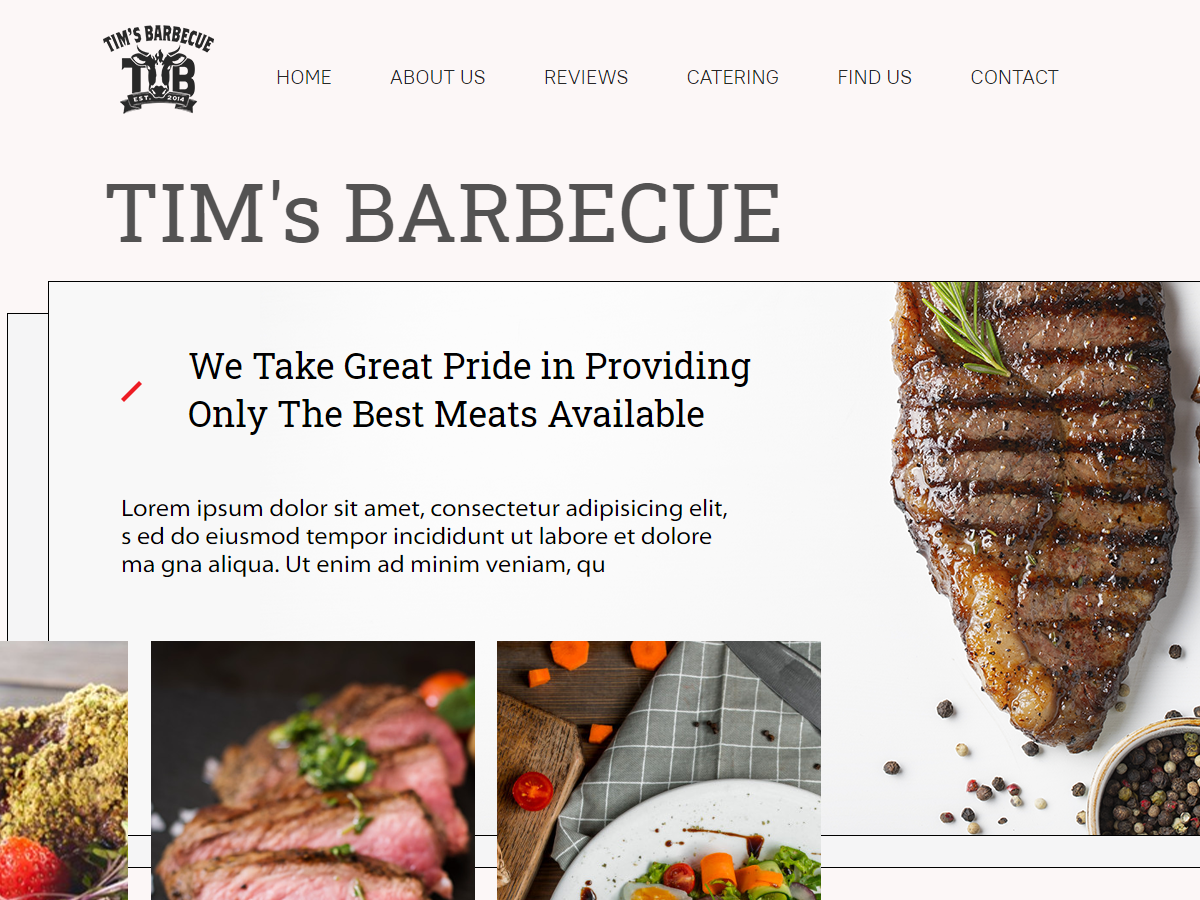 TIM'S BARBECUE
TB
EST. 2014
HOME ABOUT US REVIEWS CATERING FIND US CONTACT
TIM's BARBECUE
We Take Great Pride in Providing
Only The Best Meats Available
Lorem ipsum dolor sit amet, consectetur adipisicing elit,
s ed do eiusmod tempor incididunt ut labore et dolore
ma gna aliqua. Ut enim ad minim veniam, qu